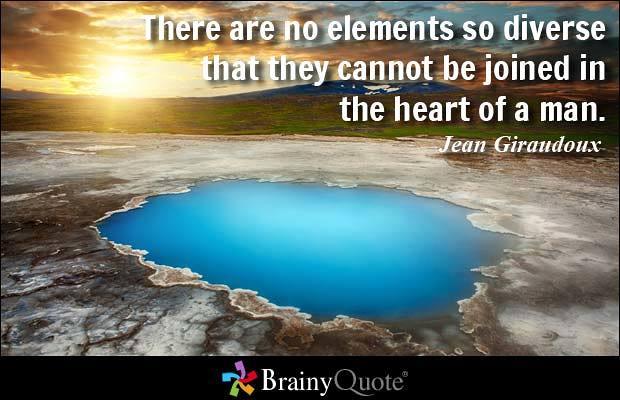 There are no elements so diverse
that they cannot be joined in
the heart of a man.
Jean Giraudoux
BrainyQuote®